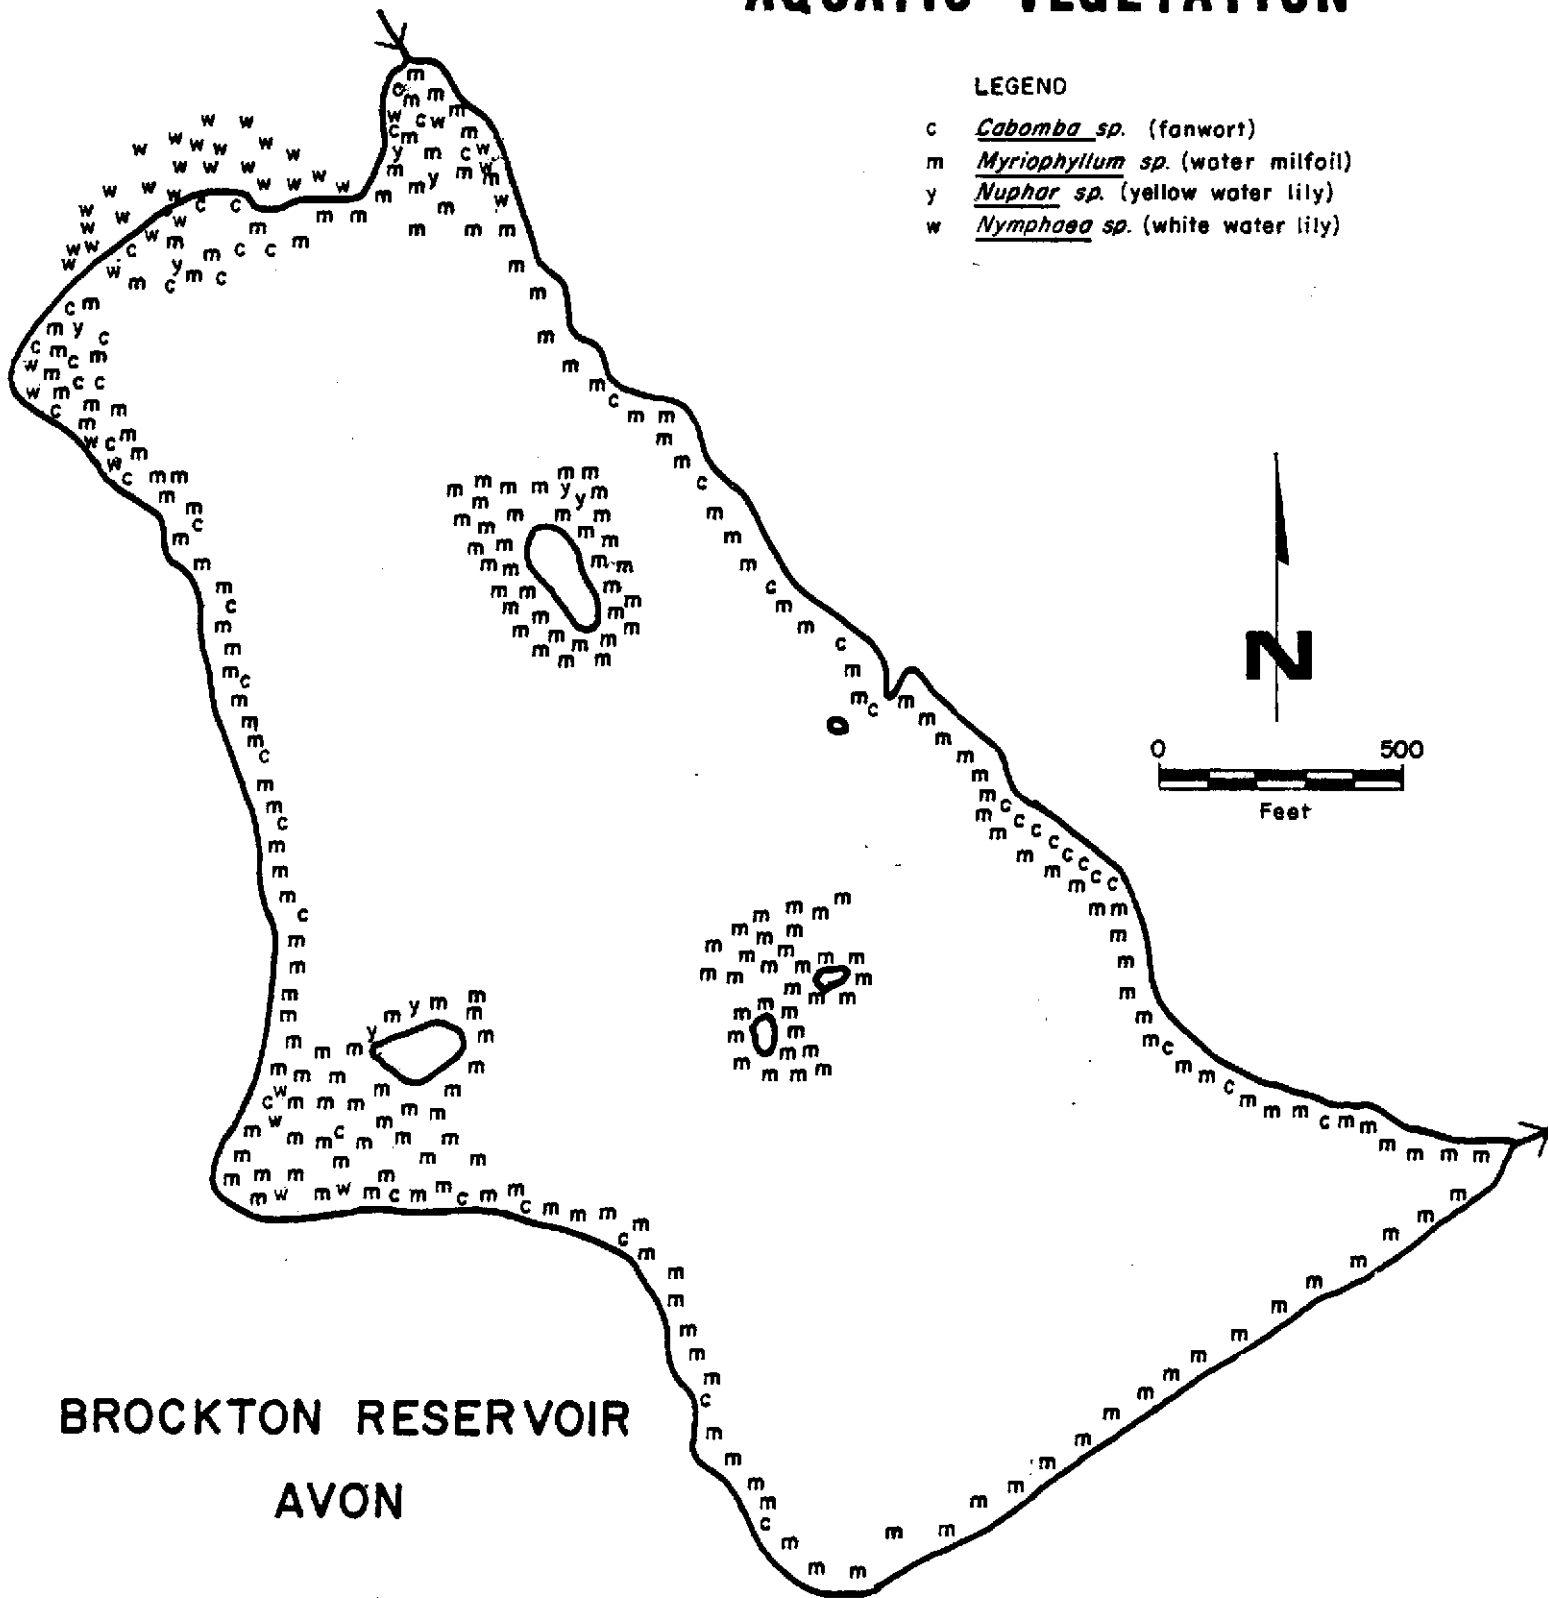 AQUATIC VEGETATION
LEGEND
c Cabomba sp. (fanwort)
m Myriophyllum sp. (water milfoil)
y Nuphar sp. (yellow water lily)
w Nymphaea sp. (white water lily)
N
0 500
Feet
BROCKTON RESERVOIR
AVON